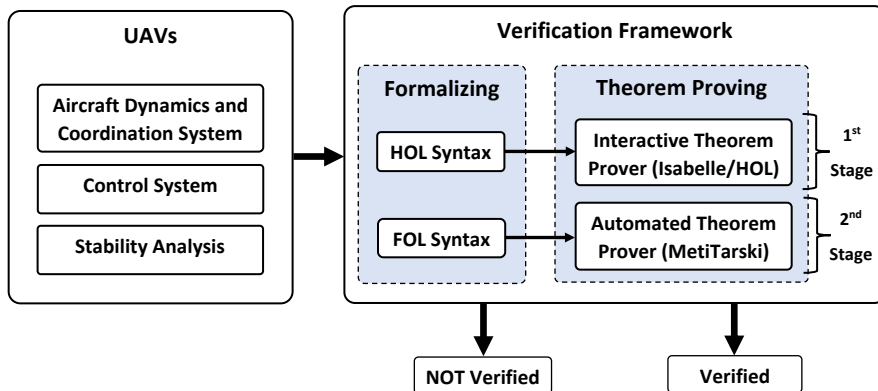 UAVs
Aircraft Dynamics and
Coordination System
Control System
Stability Analysis
Verification Framework
Formalizing
HOL Syntax
FOL Syntax
Theorem Proving
Interactive Theorem
Prover (Isabelle/HOL)
Automated Theorem
Prover (MetiTarski)
1st
Stage
2nd
Stage
NOT Verified
Verified